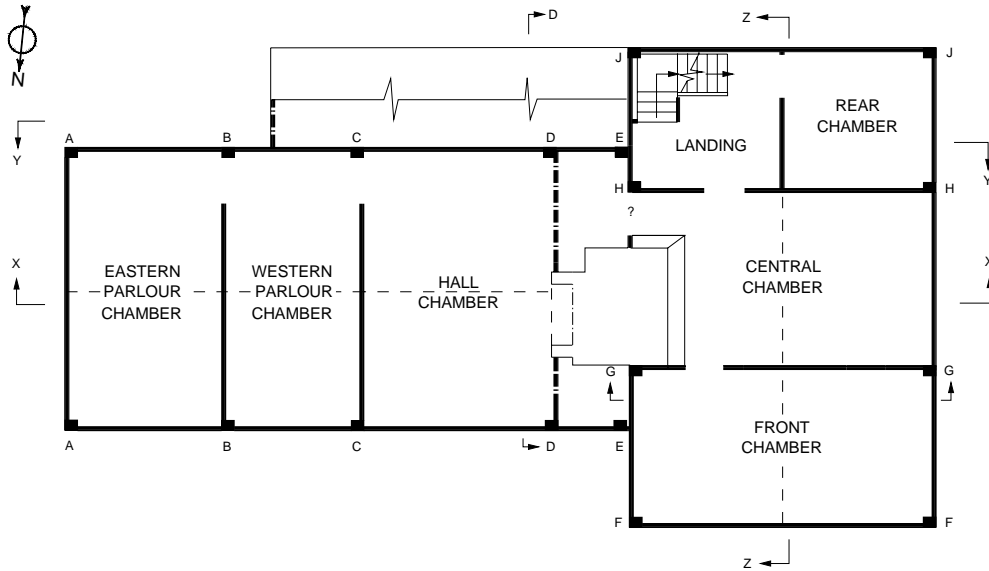 D
Z
N
J
J
REAR
CHAMBER
LANDING
A
B
C
D
E
Y
Y
H
H
?
X
X
EASTERN
PARLOUR
CHAMBER
WESTERN
PARLOUR
CHAMBER
HALL
CHAMBER
CENTRAL
CHAMBER
G
G
FRONT
CHAMBER
A
B
C
D
E
F
F
Z